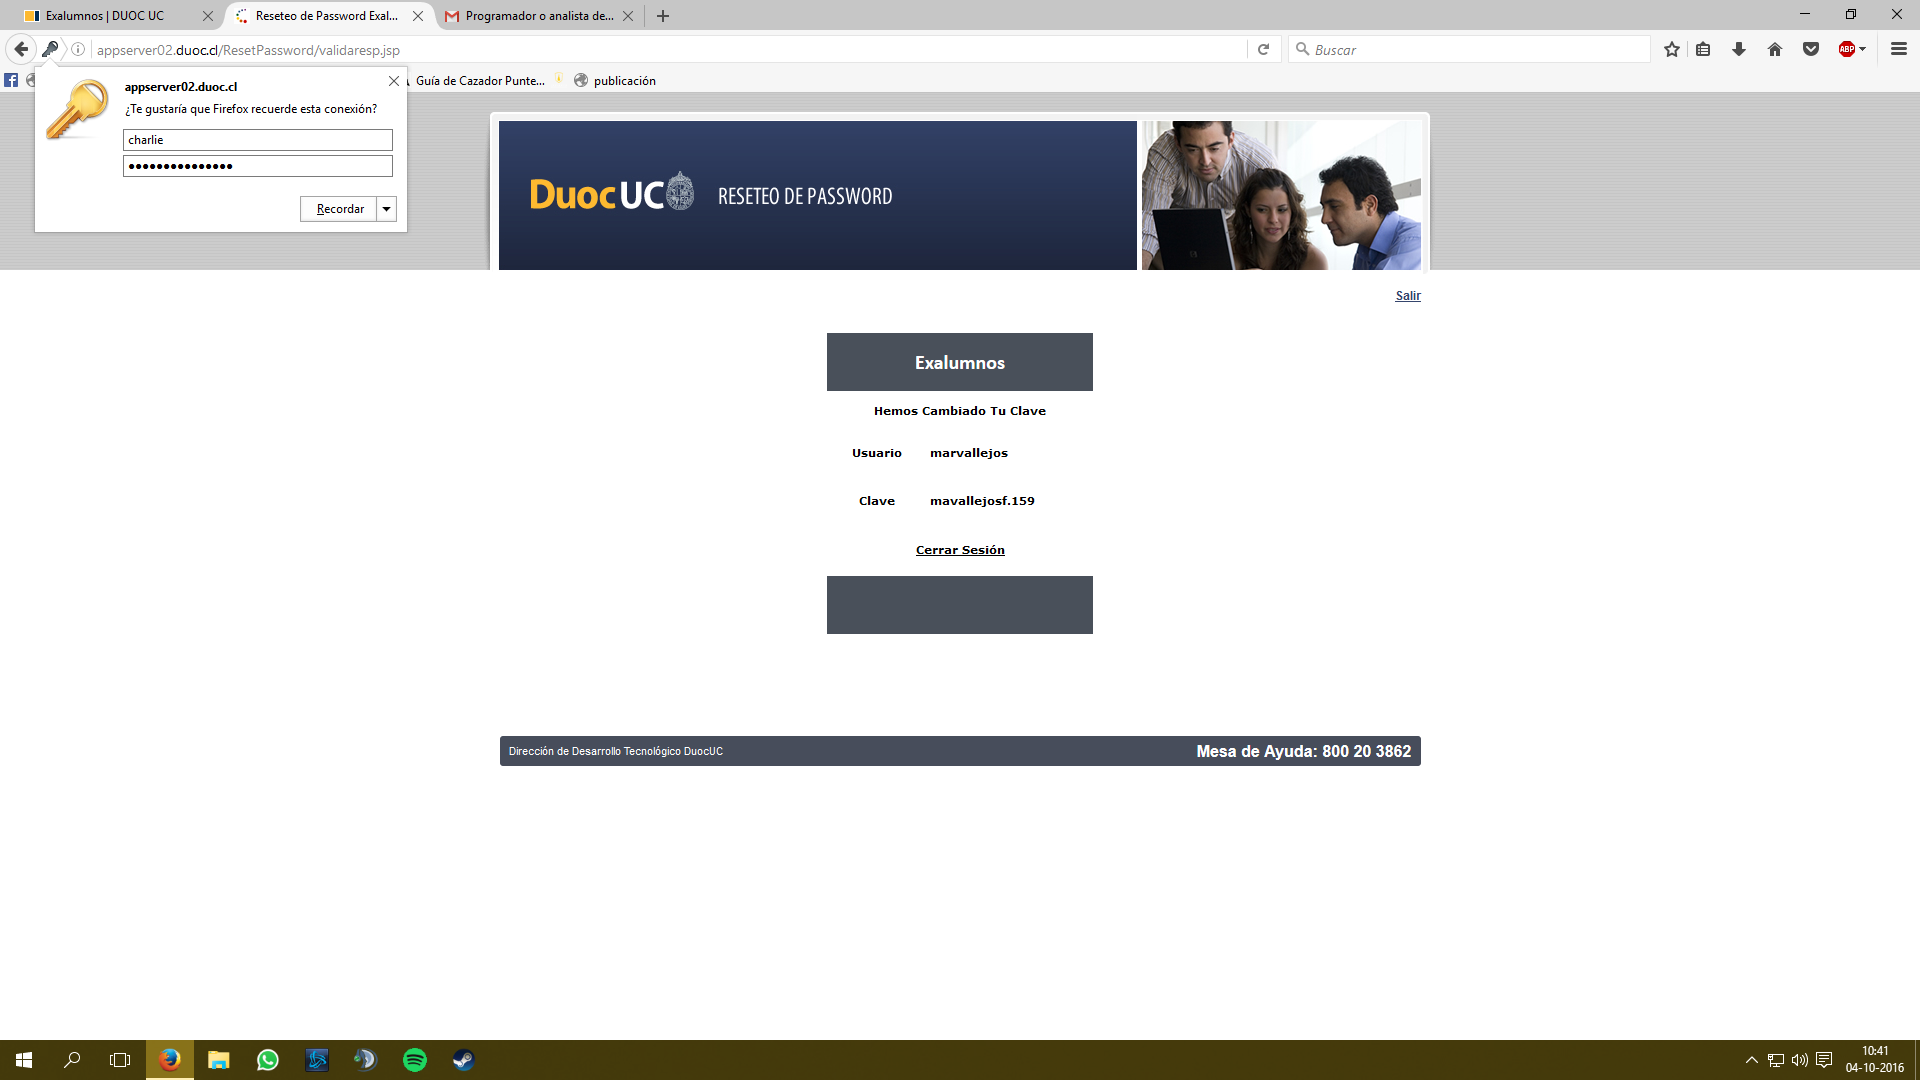 Exalumnos | DUOC UC
Reseteo de Password Exal...
Programador o analista de...
appserver02.duoc.cl/ResetPassword/validaresp.jsp
Buscar
ABP
Guía de Cazador Punte...
publicación
appserver02.duoc.cl
¿Te gustaría que Firefox recuerde esta conexión?
charlie
•••••••••••••••
Recordar
Duoc UC
RESETEO DE PASSWORD
Salir
Exalumnos
Hemos Cambiado Tu Clave
Usuario marvallejos
Clave mavallejosf.159
Cerrar Sesión
Dirección de Desarrollo Tecnológico DuocUC
Mesa de Ayuda: 800 20 3862
10:41
04-10-2016